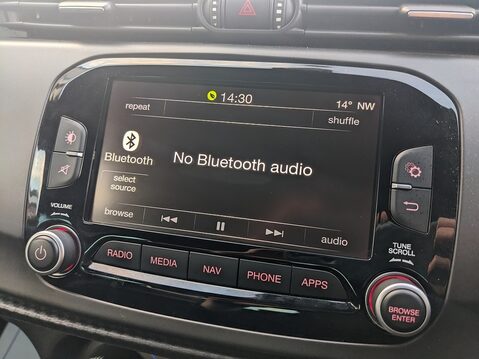 14:30
14° NW
repeat
shuffle
Bluetooth
No Bluetooth audio
select
source
browse
audio
VOLUME
TUNE
SCROLL
RADIO
MEDIA
NAV
PHONE
APPS
BROWSE
ENTER